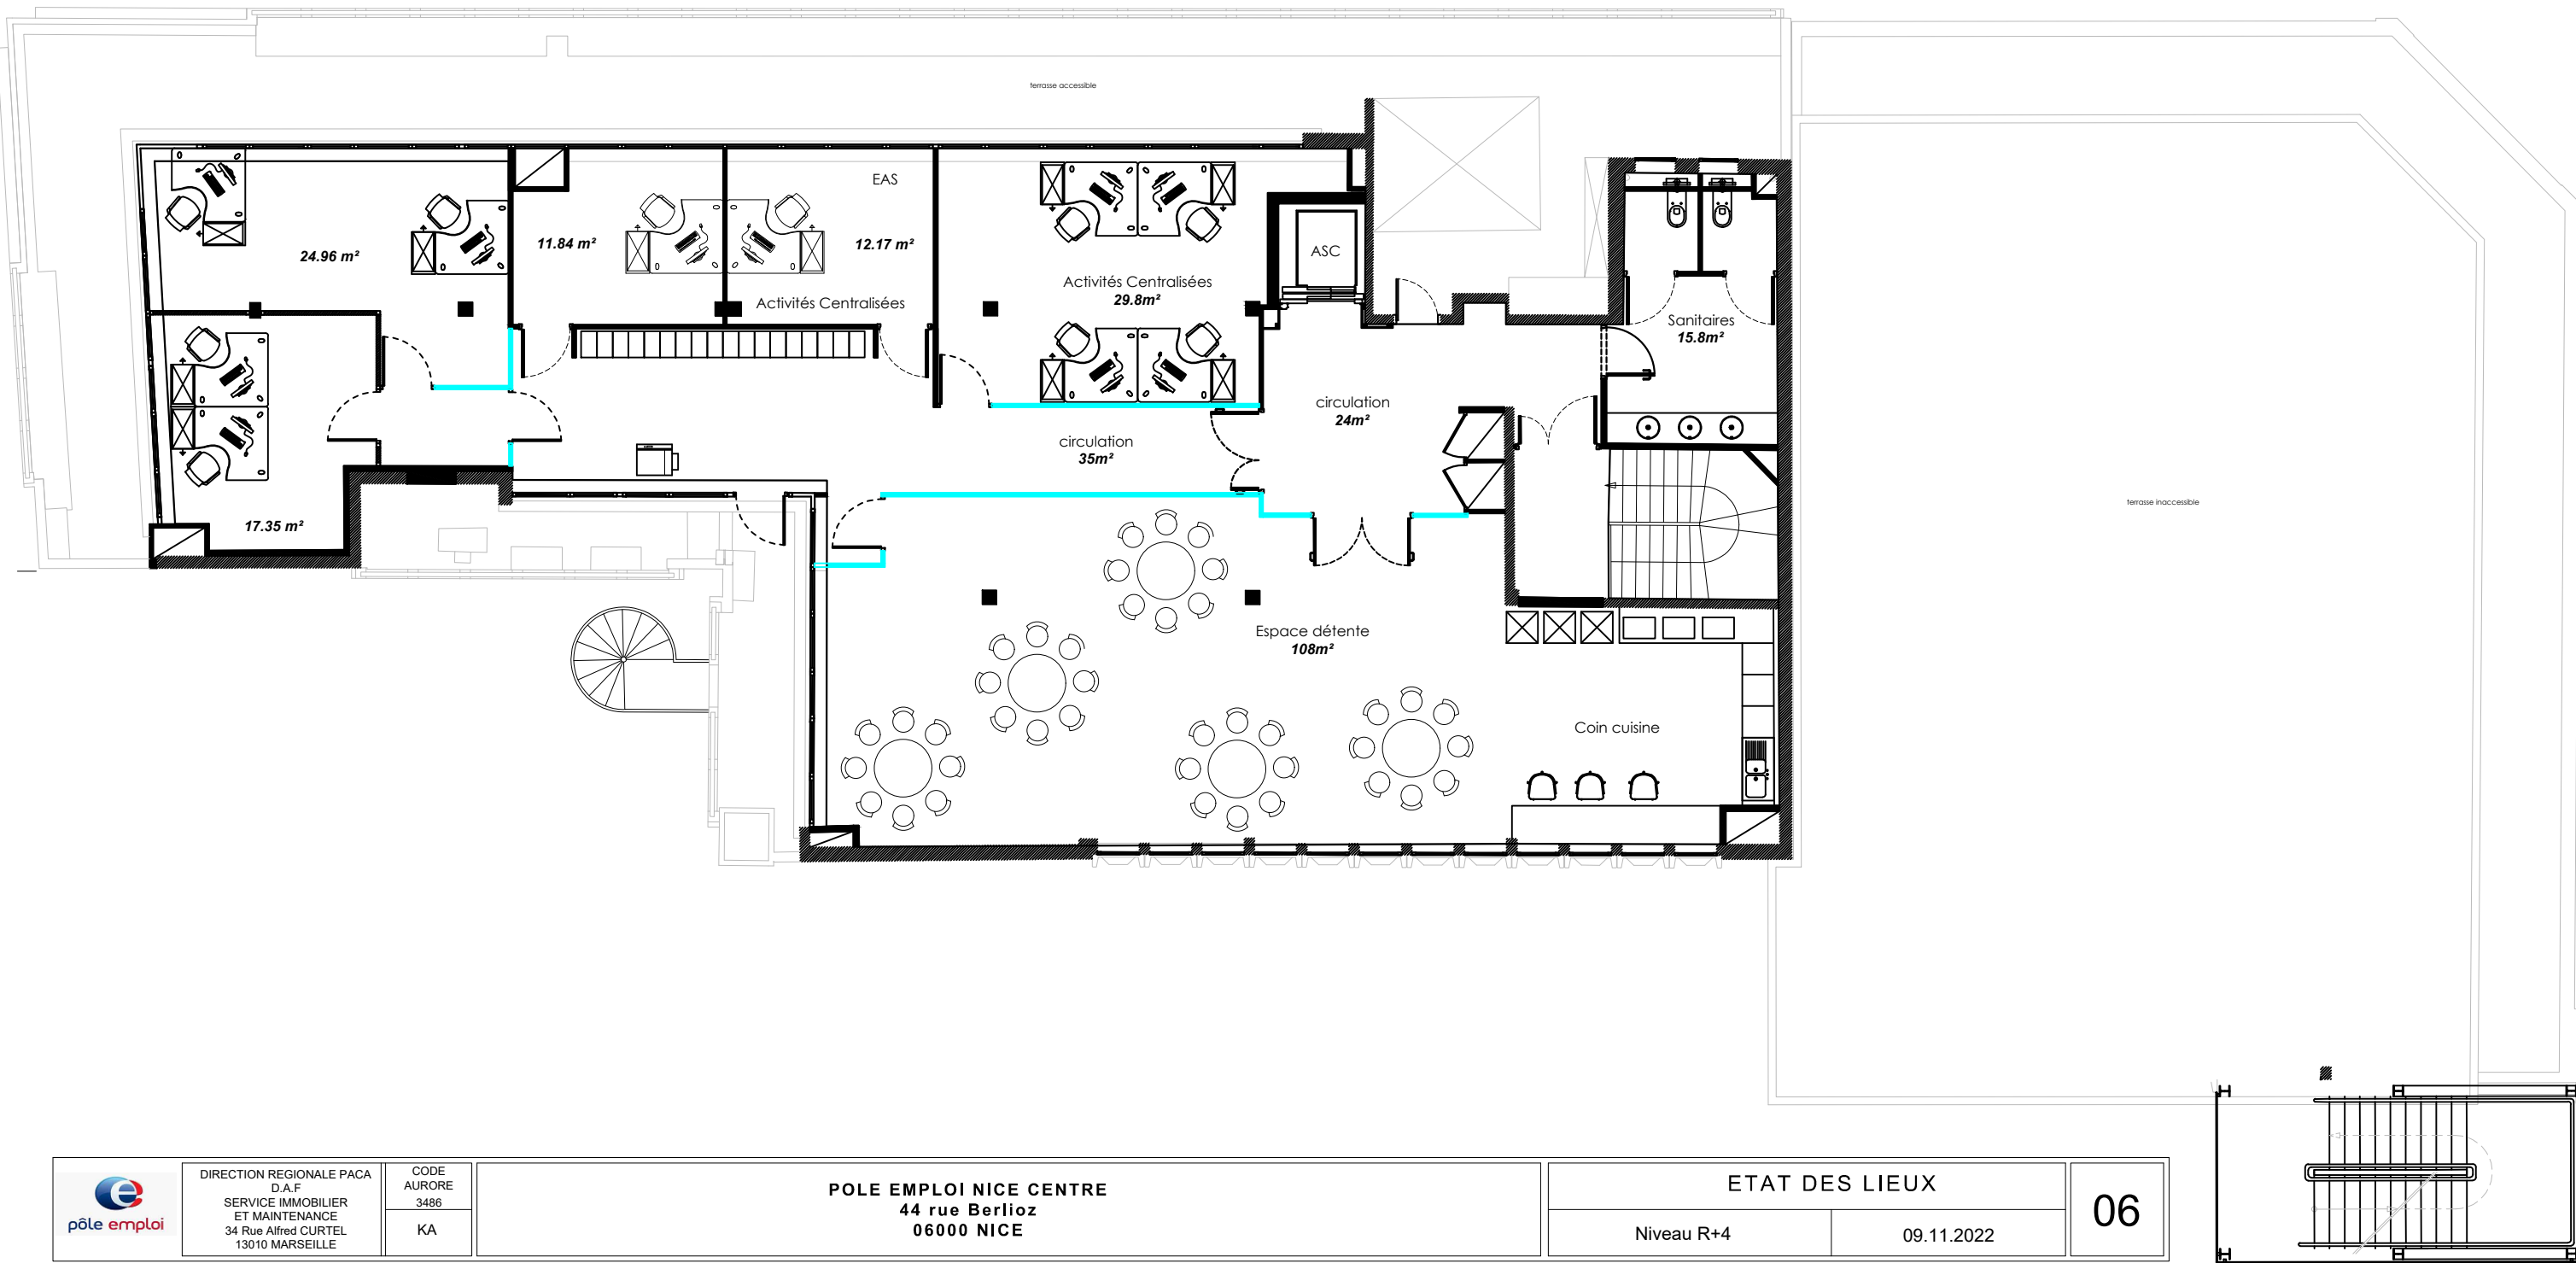 terrasse accessible
EAS
24.96 m²
11.84 m²
12.17 m²
Activités Centralisées
Activités Centralisées
29.8m²
ASC
Sanitaires
15.8m²
circulation
24m²
circulation
35m²
17.35 m²
terrasse inaccessible
Espace détente
108m²
Coin cuisine
pôle emploi
DIRECTION REGIONALE PACA
D.A.F
SERVICE IMMOBILIER
ET MAINTENANCE
34 Rue Alfred CURTEL
13010 MARSEILLE
CODE
AURORE
3486
KA
POLE EMPLOI NICE CENTRE
44 rue Berlioz
06000 NICE
ETAT DES LIEUX
Niveau R+4
09.11.2022
06